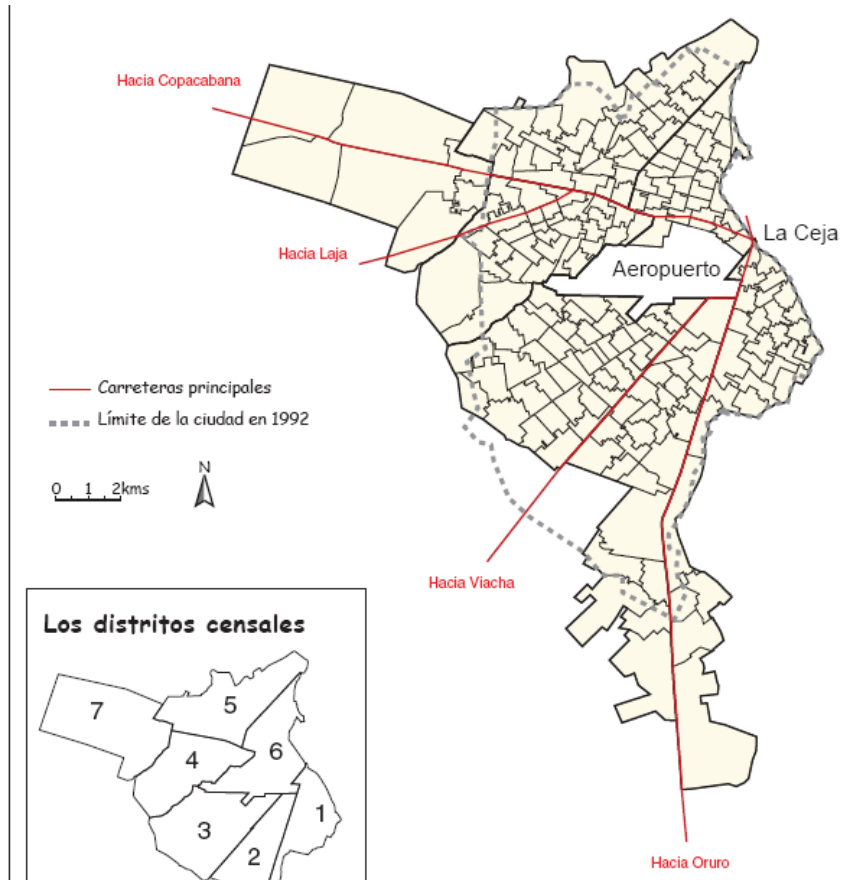 Hacia Copacabana
La Ceja
Hacia Laja
Aeropuerto
Carreteras principales
Límite de la ciudad en 1992
N
0 1 2kms
Hacia Viacha
Los distritos censales
7
5
4
6
3
1
2
Hacia Oruro